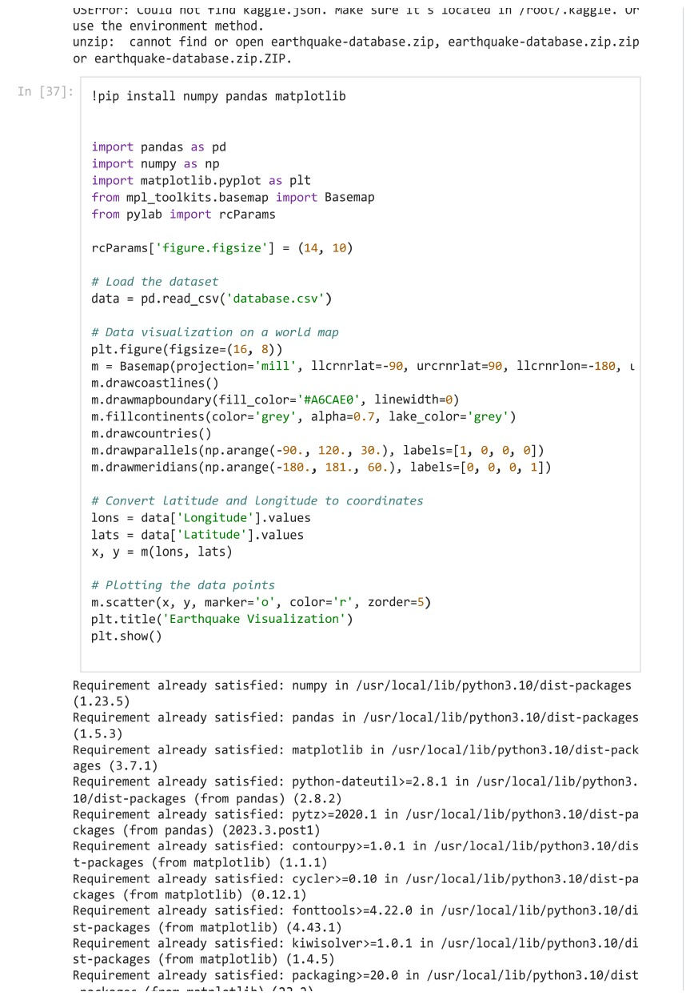 OSError: Could not find kaggle.json. Make sure it's located in /root/.kaggle. Or
use the environment method.
unzip:  cannot find or open earthquake-database.zip, earthquake-database.zip.zip
or earthquake-database.zip.ZIP.
In [37]:
!pip install numpy pandas matplotlib
import pandas as pd
import numpy as np
import matplotlib.pyplot as plt
from mpl_toolkits.basemap import Basemap
from pylab import rcParams
rcParams['figure.figsize'] = (14, 10)
# Load the dataset
data = pd.read_csv('database.csv')
# Data visualization on a world map
plt.figure(figsize=(16, 8))
m = Basemap(projection='mill', llcrnrlat=-90, urcrnrlat=90, llcrnrlon=-180, u
m.drawcoastlines()
m.drawmapboundary(fill_color='#A6CAE0', linewidth=0)
m.fillcontinents(color='grey', alpha=0.7, lake_color='grey')
m.drawcountries()
m.drawparallels(np.arange(-90., 120., 30.), labels=[1, 0, 0, 0])
m.drawmeridians(np.arange(-180., 181., 60.), labels=[0, 0, 0, 1])
# Convert latitude and longitude to coordinates
lons = data['Longitude'].values
lats = data['Latitude'].values
x, y = m(lons, lats)
# Plotting the data points
m.scatter(x, y, marker='o', color='r', zorder=5)
plt.title('Earthquake Visualization')
plt.show()
Requirement already satisfied: numpy in /usr/local/lib/python3.10/dist-packages
(1.23.5)
Requirement already satisfied: pandas in /usr/local/lib/python3.10/dist-packages
(1.5.3)
Requirement already satisfied: matplotlib in /usr/local/lib/python3.10/dist-pack
ages (3.7.1)
Requirement already satisfied: python-dateutil>=2.8.1 in /usr/local/lib/python3.
10/dist-packages (from pandas) (2.8.2)
Requirement already satisfied: pytz>=2020.1 in /usr/local/lib/python3.10/dist-pa
ckages (from pandas) (2023.3.post1)
Requirement already satisfied: contourpy>=1.0.1 in /usr/local/lib/python3.10/dis
t-packages (from matplotlib) (1.1.1)
Requirement already satisfied: cycler>=0.10 in /usr/local/lib/python3.10/dist-pa
ckages (from matplotlib) (0.12.1)
Requirement already satisfied: fonttools>=4.22.0 in /usr/local/lib/python3.10/di
st-packages (from matplotlib) (4.43.1)
Requirement already satisfied: kiwisolver>=1.0.1 in /usr/local/lib/python3.10/di
st-packages (from matplotlib) (1.4.5)
Requirement already satisfied: packaging>=20.0 in /usr/local/lib/python3.10/dist
-packages (from matplotlib) (23.2)